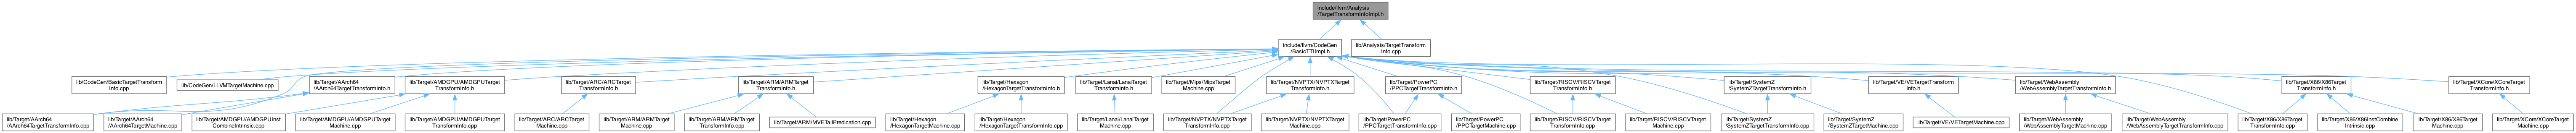 include/llvm/Analysis
/TargetTransformInfoImpl.h
include/llvm/CodeGen
/BasicTTIImpl.h
lib/Analysis/TargetTransform
Info.cpp
lib/CodeGen/BasicTargetTransform
Info.cpp
lib/CodeGen/LLVMTargetMachine.cpp
lib/Target/AArch64
/AArch64TargetTransformInfo.h
lib/Target/AMDGPU/AMDGPUTarget
TransformInfo.h
lib/Target/ARC/ARCTarget
TransformInfo.h
lib/Target/ARM/ARMTarget
TransformInfo.h
lib/Target/Hexagon
/HexagonTargetTransformInfo.h
lib/Target/Lanai/LanaiTarget
TransformInfo.h
lib/Target/Mips/MipsTarget
Machine.cpp
lib/Target/NVPTX/NVPTXTarget
TransformInfo.h
lib/Target/PowerPC
/PPCTargetTransformInfo.h
lib/Target/RISCV/RISCVTarget
TransformInfo.h
lib/Target/SystemZ
/SystemZTargetTransformInfo.h
lib/Target/VE/VETargetTransform
Info.h
lib/Target/WebAssembly
/WebAssemblyTargetTransformInfo.h
lib/Target/X86/X86Target
TransformInfo.h
lib/Target/XCore/XCoreTarget
TransformInfo.h
lib/Target/AArch64
/AArch64TargetTransformInfo.cpp
lib/Target/AArch64
/AArch64TargetMachine.cpp
lib/Target/AMDGPU/AMDGPUInst
CombineIntrinsic.cpp
lib/Target/AMDGPU/AMDGPUTarget
Machine.cpp
lib/Target/AMDGPU/AMDGPUTarget
TransformInfo.cpp
lib/Target/ARC/ARCTarget
Machine.cpp
lib/Target/ARM/ARMTarget
Machine.cpp
lib/Target/ARM/ARMTarget
TransformInfo.cpp
lib/Target/ARM/MVETailPredication.cpp
lib/Target/Hexagon
/HexagonTargetMachine.cpp
lib/Target/Hexagon
/HexagonTargetTransformInfo.cpp
lib/Target/Lanai/LanaiTarget
Machine.cpp
lib/Target/NVPTX/NVPTXTarget
TransformInfo.cpp
lib/Target/NVPTX/NVPTXTarget
Machine.cpp
lib/Target/PowerPC
/PPCTargetTransformInfo.cpp
lib/Target/PowerPC
/PPCTargetMachine.cpp
lib/Target/RISCV/RISCVTarget
TransformInfo.cpp
lib/Target/RISCV/RISCVTarget
Machine.cpp
lib/Target/SystemZ
/SystemZTargetTransformInfo.cpp
lib/Target/SystemZ
/SystemZTargetMachine.cpp
lib/Target/VE/VETargetMachine.cpp
lib/Target/WebAssembly
/WebAssemblyTargetMachine.cpp
lib/Target/WebAssembly
/WebAssemblyTargetTransformInfo.cpp
lib/Target/X86/X86Target
TransformInfo.cpp
lib/Target/X86/X86InstCombine
Intrinsic.cpp
lib/Target/X86/X86Target
Machine.cpp
lib/Target/XCore/XCoreTarget
Machine.cpp